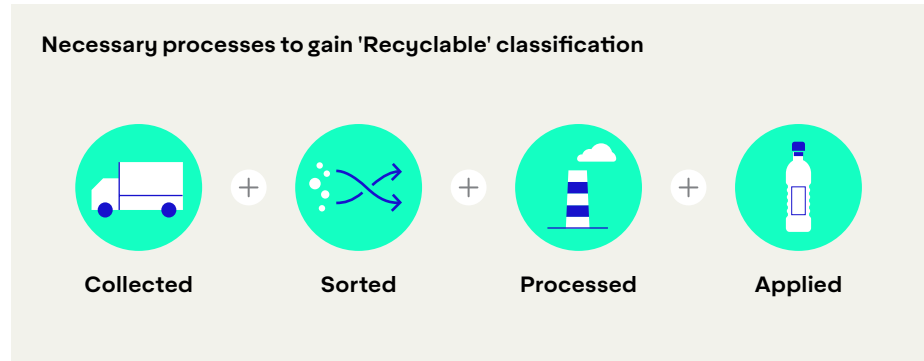 Necessary processes to gain 'Recyclable' classification
Collected
Sorted
Processed
Applied